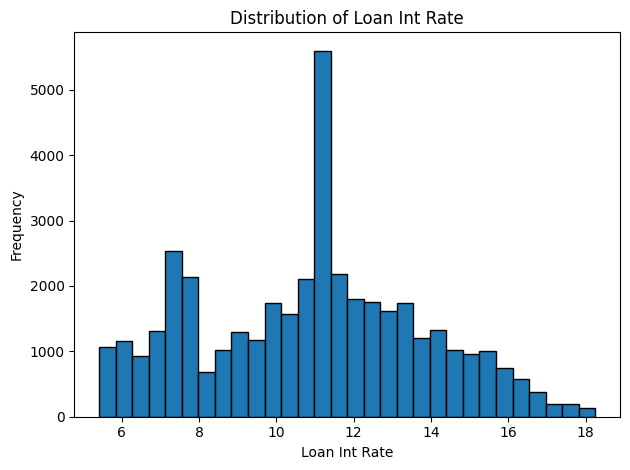 Distribution of Loan Int Rate
Frequency
5000
4000
3000
2000
1000
0
6 8 10 12 14 16 18
Loan Int Rate